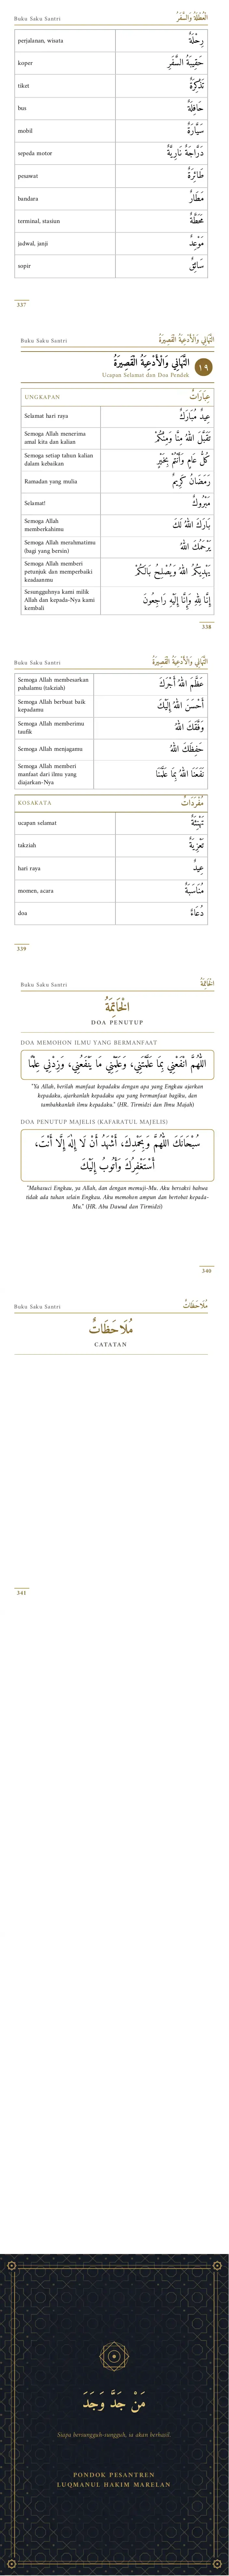 Buku Saku Santri العُطْلَةُ وَالسَّفَرُ
perjalanan, wisata رِحْلَةٌ
koper حَقِيبَةُ السَّفَرِ
tiket تَذْكِرَةٌ
bus حَافِلَةٌ
mobil سَيَّارَةٌ
sepeda motor دَرَّاجَةٌ نَارِيَّةٌ
pesawat طَائِرَةٌ
bandara مَطَارٌ
terminal, stasiun مَحَطَّةٌ
jadwal, janji مَوْعِدٌ
sopir سَائِقٌ
337
Buku Saku Santri التَّهَانِي وَالْأَدْعِيَةُ الْقَصِيرَةُ
التَّهَانِي وَالْأَدْعِيَةُ الْقَصِيرَةُ ١٩
Ucapan Selamat dan Doa Pendek
UNGKAPAN عِبَارَاتٌ
Selamat hari raya عِيدٌ مُبَارَكٌ
Semoga Allah menerima
amal kita dan kalian تَقَبَّلَ اللهُ مِنَّا وَمِنْكُمْ
Semoga setiap tahun kalian
dalam kebaikan كُلُّ عَامٍ وَأَنْتُمْ بِخَيْرٍ
Ramadan yang mulia رَمَضَانُ كَرِيمٌ
Selamat! مَبْرُوكٌ
Semoga Allah
memberkahimu بَارَكَ اللهُ لَكَ
Semoga Allah merahmatimu
(bagi yang bersin) يَرْحَمُكَ اللهُ
Semoga Allah memberi
petunjuk dan memperbaiki
keadaanmu يَهْدِيكُمُ اللهُ وَيُصْلِحُ بَالَكُمْ
Sesungguhnya kami milik
Allah dan kepada-Nya kami
kembali إِنَّا لِلّٰهِ وَإِنَّا إِلَيْهِ رَاجِعُونَ
338
Buku Saku Santri التَّهَانِي وَالْأَدْعِيَةُ الْقَصِيرَةُ
Semoga Allah membesarkan
pahalamu (takziah) عَظَّمَ اللهُ أَجْرَكَ
Semoga Allah berbuat baik
kepadamu أَحْسَنَ اللهُ إِلَيْكَ
Semoga Allah memberimu
taufik وَفَّقَكَ اللهُ
Semoga Allah menjagamu حَفِظَكَ اللهُ
Semoga Allah memberi
manfaat dari ilmu yang
diajarkan-Nya نَفَعَنَا اللهُ بِمَا عَلَّمَنَا
KOSAKATA مُفْرَدَاتٌ
ucapan selamat تَهْنِئَةٌ
takziah تَعْزِيَةٌ
hari raya عِيدٌ
momen, acara مُنَاسَبَةٌ
doa دُعَاءٌ
339
Buku Saku Santri الْخَاتِمَةُ
الْخَاتِمَةُ
DOA PENUTUP
DOA MEMOHON ILMU YANG BERMANFAAT
اللّٰهُمَّ انْفَعْنِي بِمَا عَلَّمْتَنِي، وَعَلِّمْنِي مَا يَنْفَعُنِي، وَزِدْنِي عِلْمًا
"Ya Allah, berilah manfaat kepadaku dengan apa yang Engkau ajarkan
kepadaku, ajarkanlah kepadaku apa yang bermanfaat bagiku, dan
tambahkanlah ilmu kepadaku." (HR. Tirmidzi dan Ibnu Majah)
DOA PENUTUP MAJELIS (KAFARATUL MAJELIS)
سُبْحَانَكَ اللّٰهُمَّ وَبِحَمْدِكَ، أَشْهَدُ أَنْ لَا إِلٰهَ إِلَّا أَنْتَ،
أَسْتَغْفِرُكَ وَأَتُوبُ إِلَيْكَ
"Mahasuci Engkau, ya Allah, dan dengan memuji-Mu. Aku bersaksi bahwa
tidak ada tuhan selain Engkau. Aku memohon ampun dan bertobat kepada-
Mu." (HR. Abu Dawud dan Tirmidzi)
340
Buku Saku Santri مُلَاحَظَاتٌ
مُلَاحَظَاتٌ
CATATAN
341
مَنْ جَدَّ وَجَدَ
Siapa bersungguh-sungguh, ia akan berhasil
PONDOK PESANTREN
LUQMANUL HAKIM MARELAN